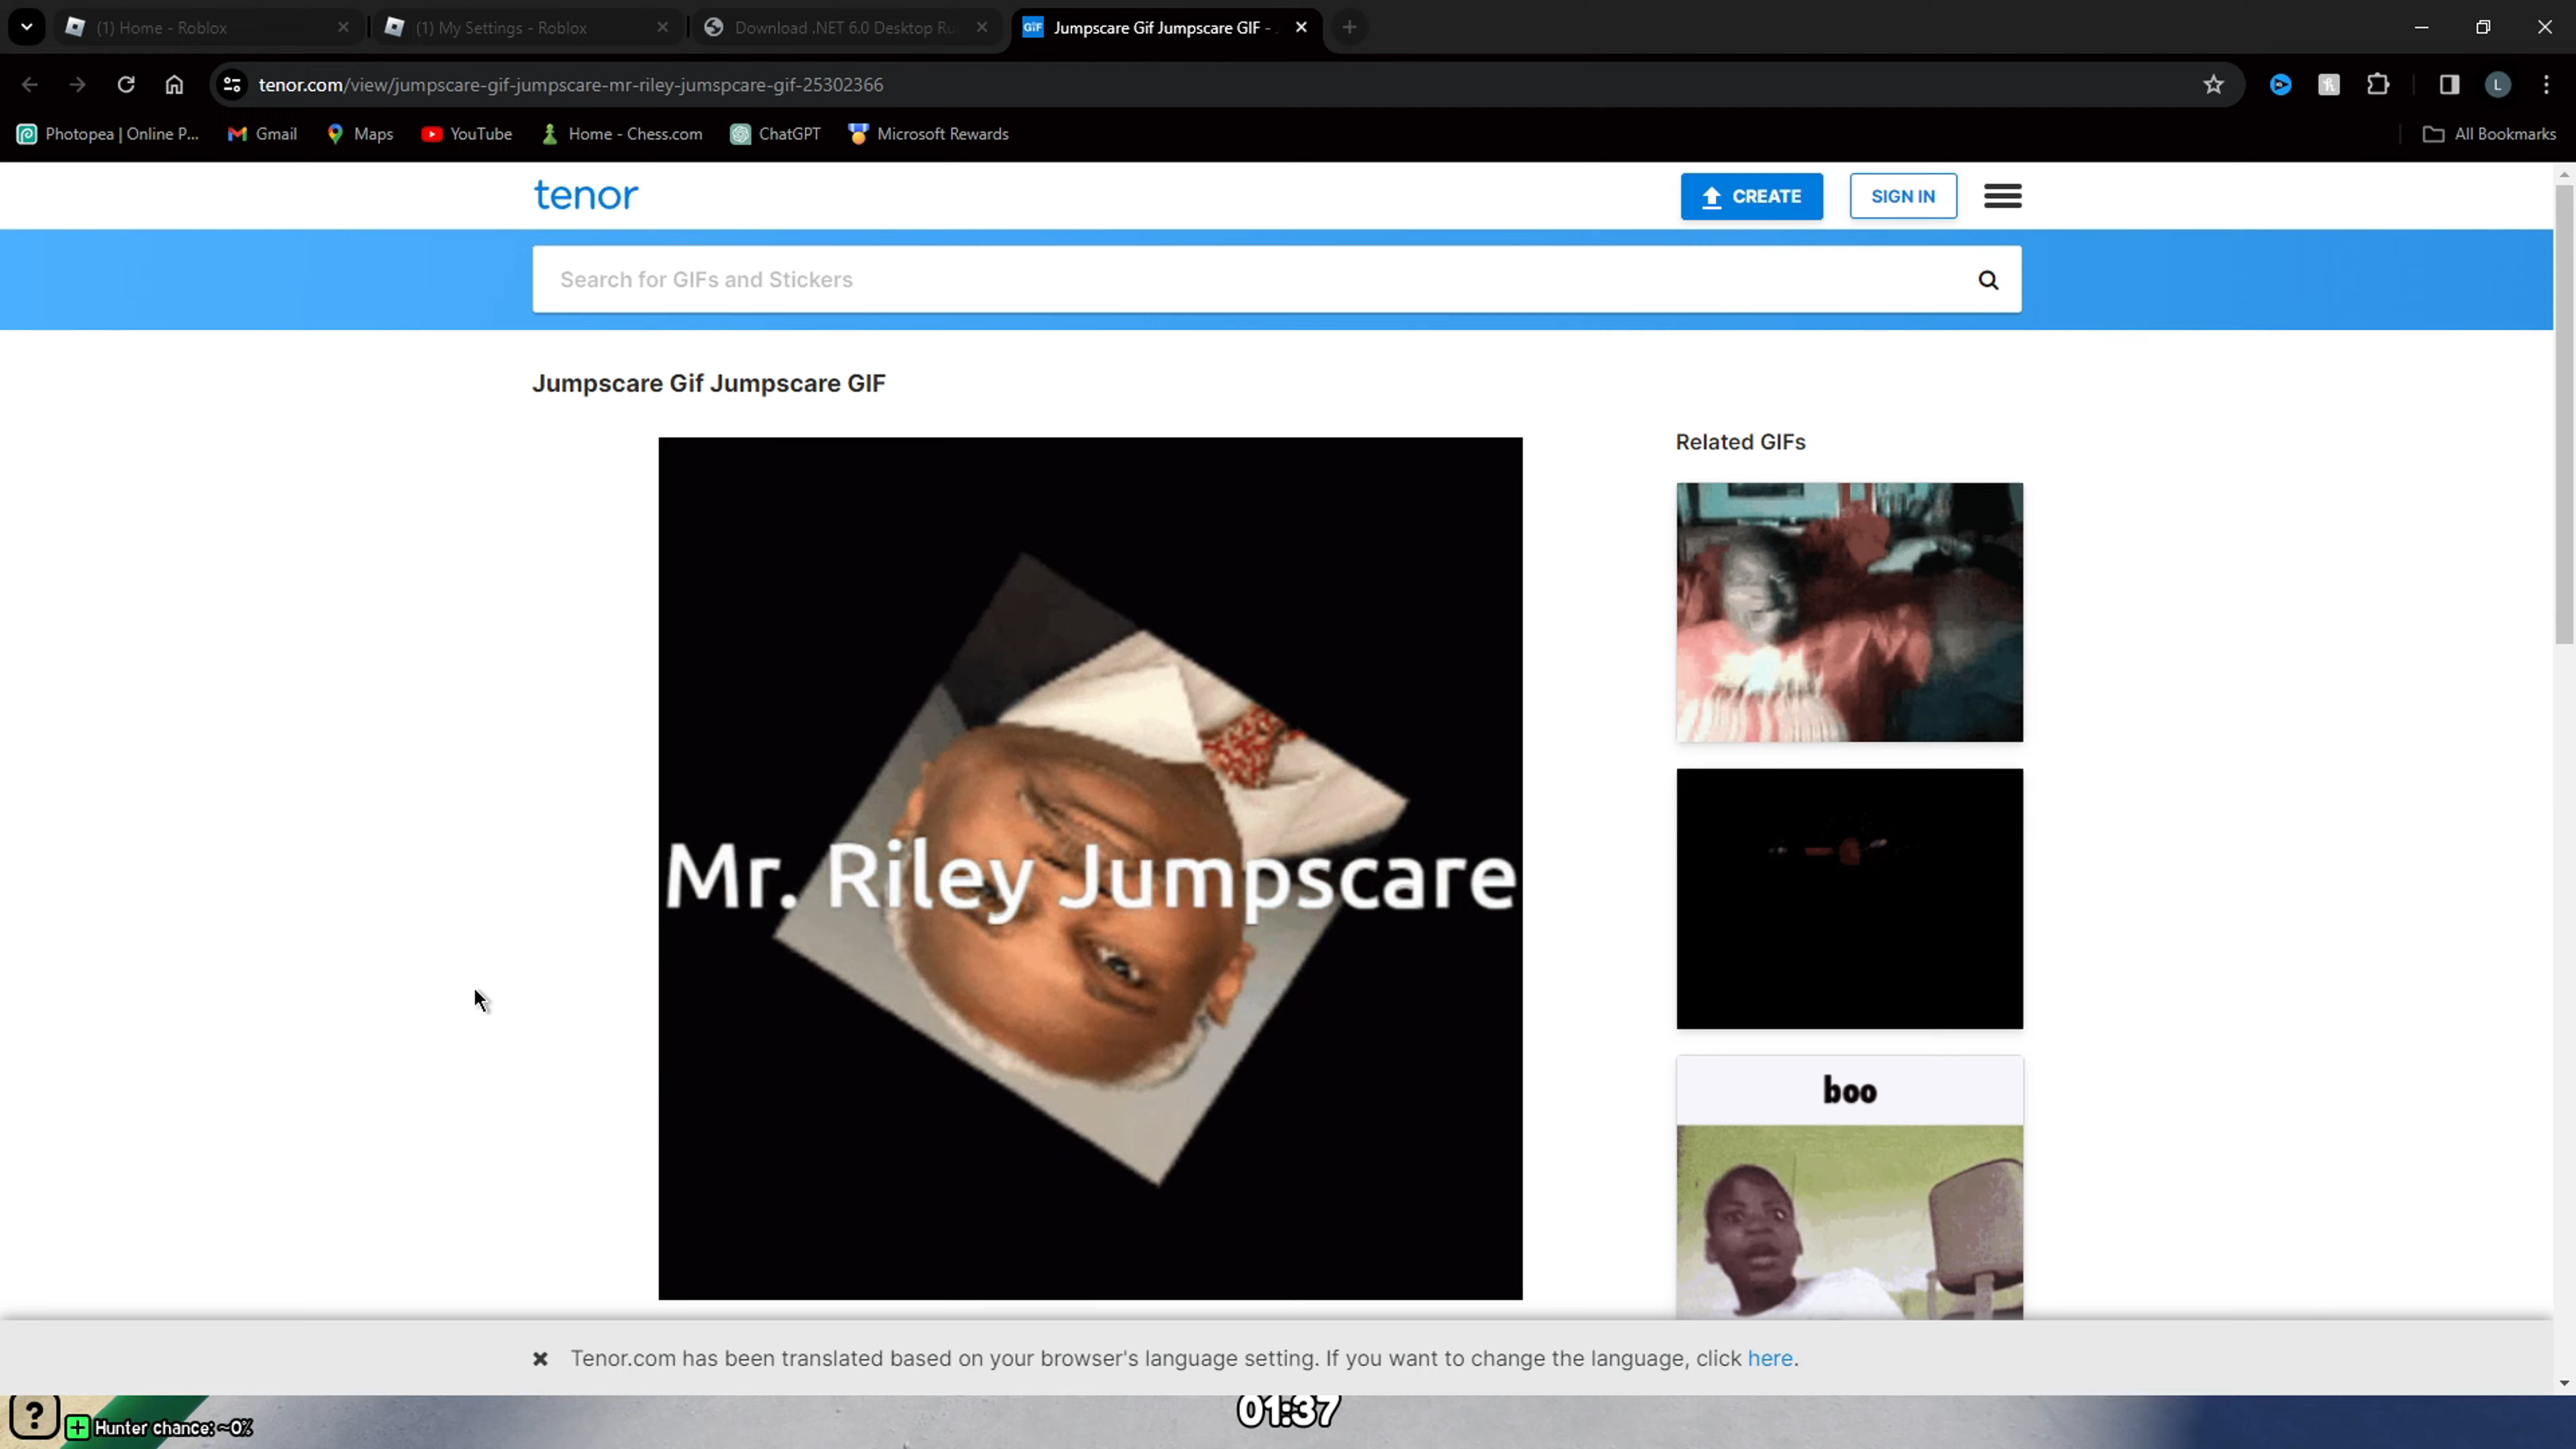 (1) Home - Roblox
(1) My Settings - Roblox
Download .NET 6.0 Desktop Ru
GIF Jumpscare Gif Jumpscare GIF -
tenor.com/view/jumpscare-gif-jumpscare-mr-riley-jumspcare-gif-25302366
L
Photopea | Online P...
Gmail
Maps
YouTube
Home - Chess.com
ChatGPT
Microsoft Rewards
All Bookmarks
tenor
CREATE
SIGN IN
Search for GIFs and Stickers
Jumpscare Gif Jumpscare GIF
Related GIFs
Mr. Riley Jumpscare
boo
Tenor.com has been translated based on your browser's language setting. If you want to change the language, click here.
?
Hunter chance: ~0%
01:37